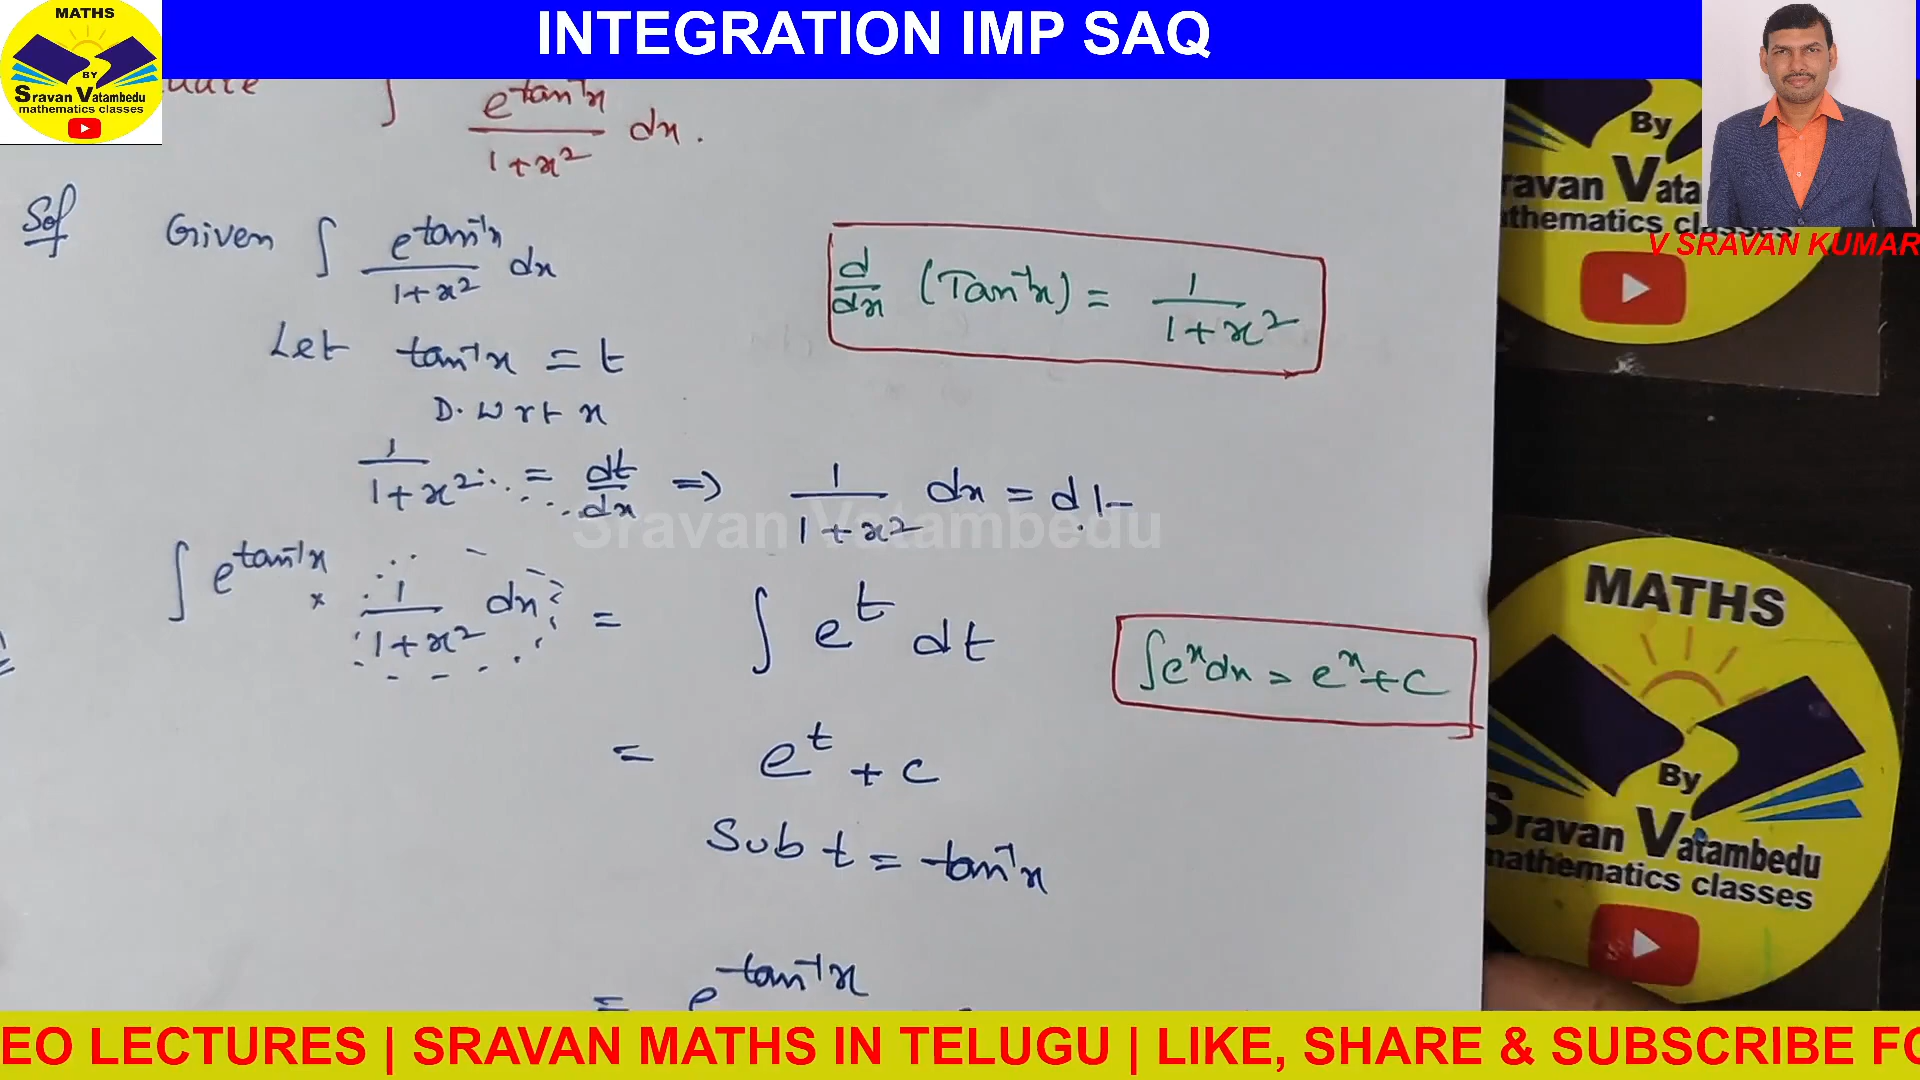 INTEGRATION IMP SAQ
MATHS
BY
Sravan Vatambedu
mathematics classes
∫ e^tan⁻¹x / 1+x² dx.
Sol
Given ∫ e^tan⁻¹x / 1+x² dx
d/dx (Tan⁻¹x) = 1 / 1+x²
Let tan⁻¹x = t
D. w r t x
1 / 1+x² = dt/dx ⇒ 1 / 1+x² dx = dt
Sravan Vatambedu
∫ e^tan⁻¹x × 1 / 1+x² dx = ∫ e^t dt
∫e^x dx = e^x + c
= e^t + c
Sub t = tan⁻¹x
= e^tan⁻¹x
By
ravan Vata
thematics classes
V SRAVAN KUMAR
MATHS
By
Sravan Vatambedu
mathematics classes
EO LECTURES | SRAVAN MATHS IN TELUGU | LIKE, SHARE & SUBSCRIBE FO